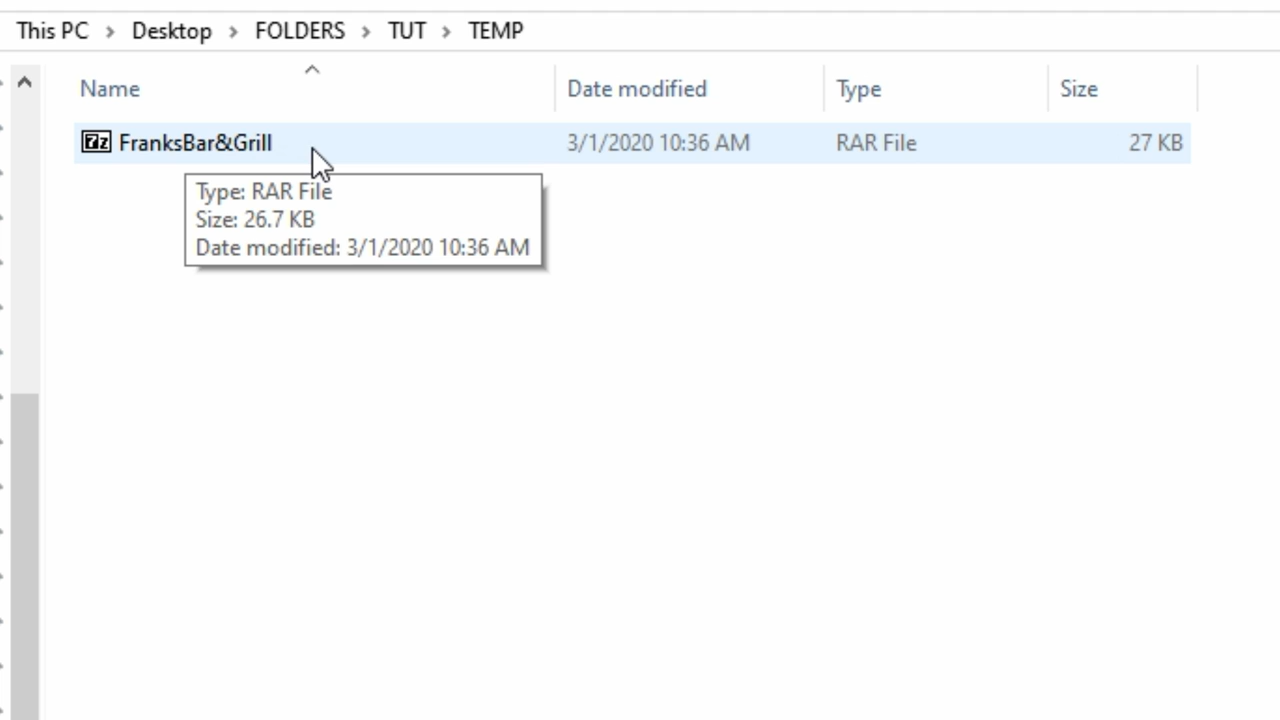 This PC > Desktop > FOLDERS > TUT > TEMP
Name Date modified Type Size
7z FranksBar&Grill 3/1/2020 10:36 AM RAR File 27 KB
Type: RAR File
Size: 26.7 KB
Date modified: 3/1/2020 10:36 AM